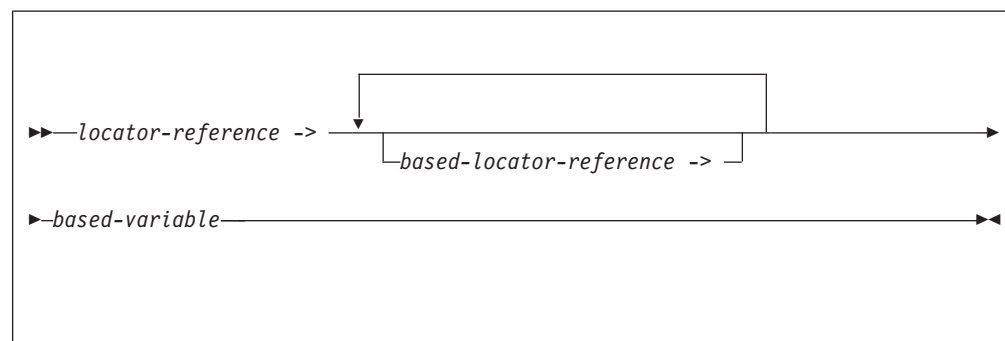 locator-reference ->
based-locator-reference ->
based-variable